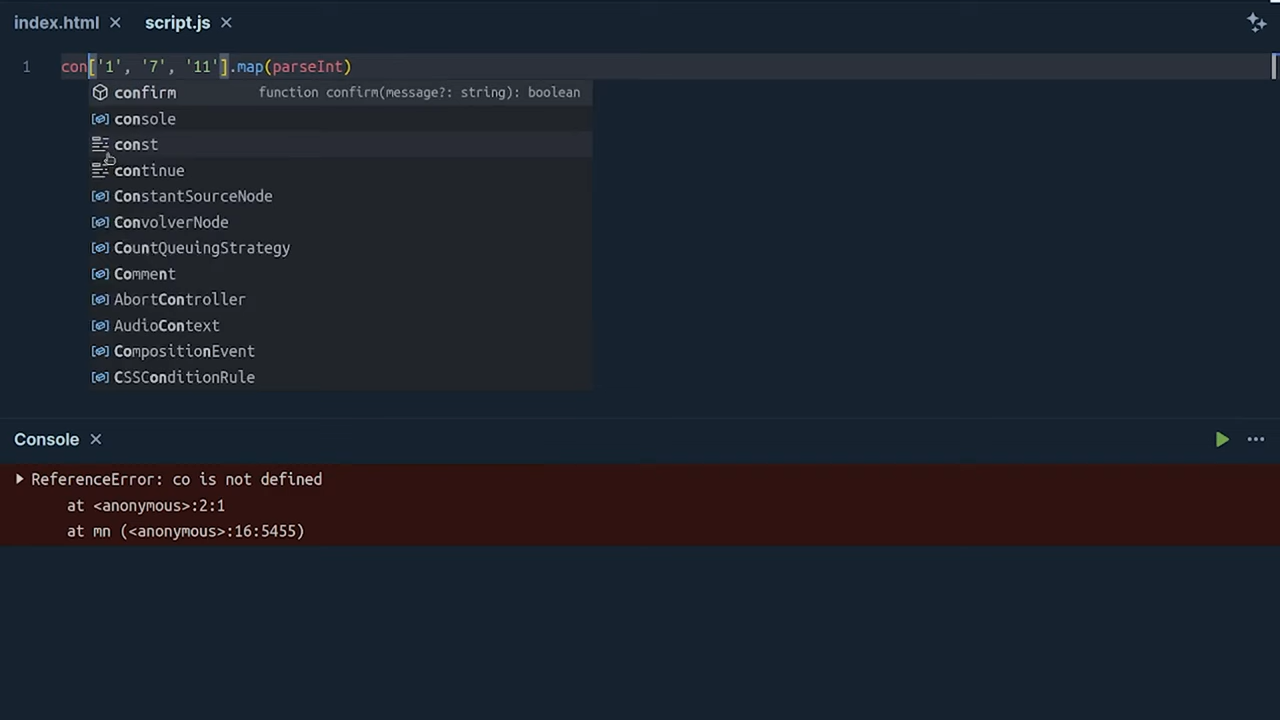 index.html × script.js ×
1 con['1', '7', '11'].map(parseInt)
confirm function confirm(message?: string): boolean
console
const
continue
ConstantSourceNode
ConvolverNode
CountQueuingStrategy
Comment
AbortController
AudioContext
CompositionEvent
CSSConditionRule
Console ×
ReferenceError: co is not defined
at <anonymous>:2:1
at mn (<anonymous>:16:5455)